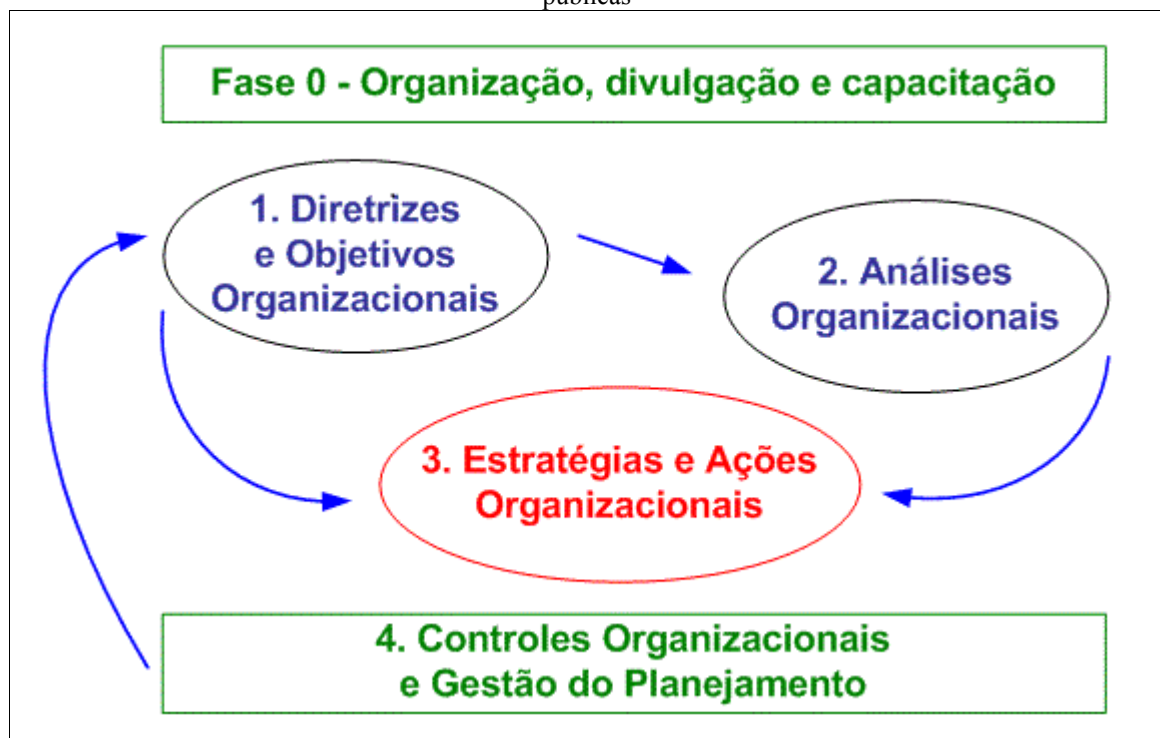 públicas
Fase 0 - Organização, divulgação e capacitação
1. Diretrizes
e Objetivos
Organizacionais
2. Análises
Organizacionais
3. Estratégias e Ações
Organizacionais
4. Controles Organizacionais
e Gestão do Planejamento